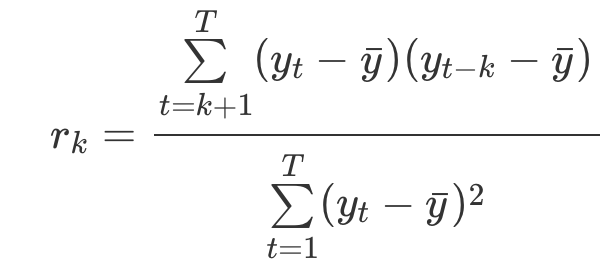 r_k = \frac{\sum_{t=k+1}^{T} (y_t - \bar{y})(y_{t-k} - \bar{y})}{\sum_{t=1}^{T} (y_t - \bar{y})^2}